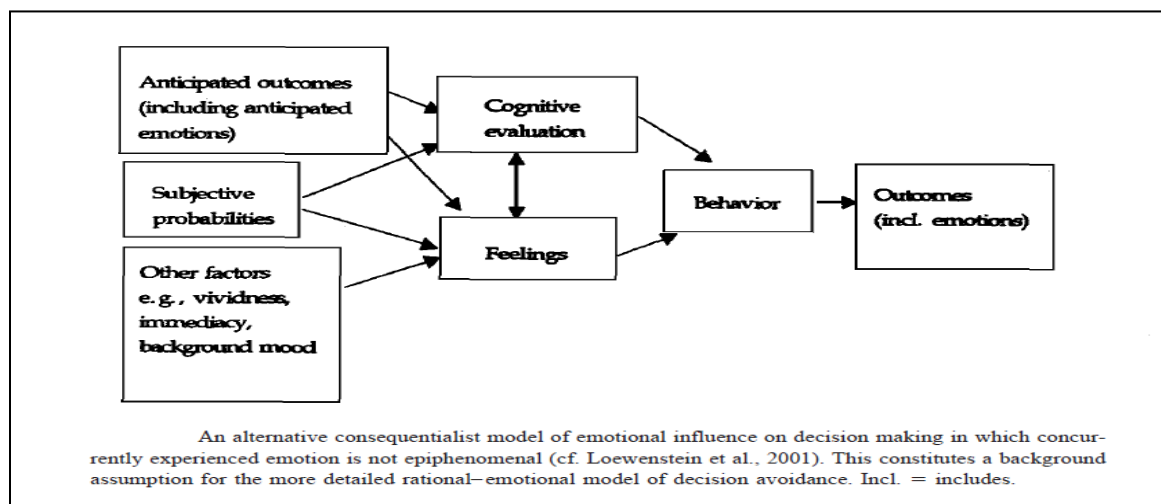 Anticipated outcomes
(including anticipated
emotions)
Subjective
probabilities
Other factors
e.g., vividness,
immediacy,
background mood
Cognitive
evaluation
Feelings
Behavior
Outcomes
(incl. emotions)
An alternative consequentialist model of emotional influence on decision making in which concur-
rently experienced emotion is not epiphenomenal (cf. Loewenstein et al., 2001). This constitutes a background
assumption for the more detailed rational–emotional model of decision avoidance. Incl. = includes.